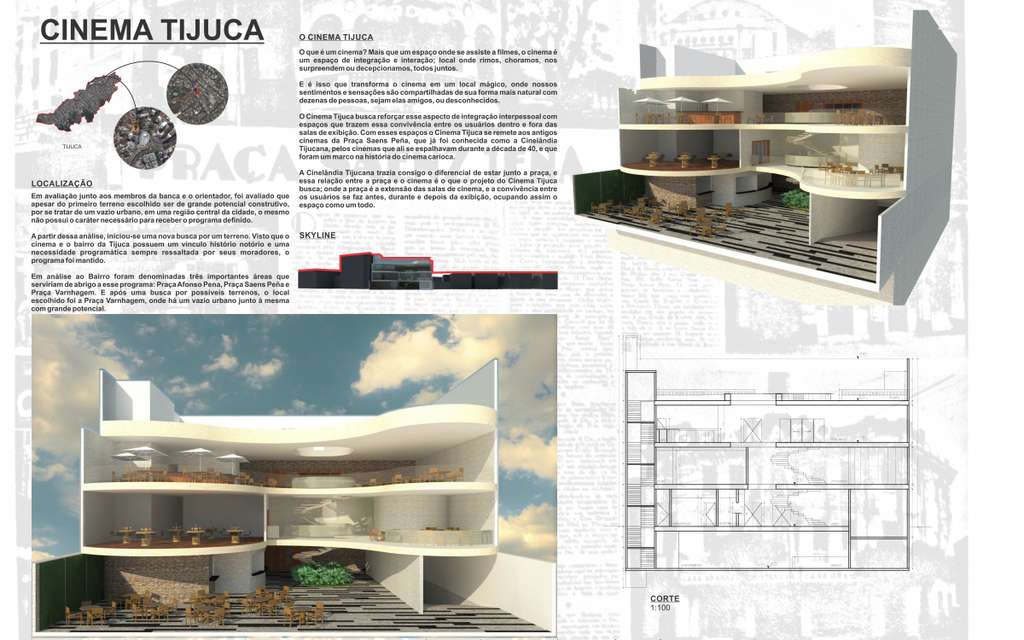 CINEMA TIJUCA
TIJUCA
LOCALIZAÇÃO
Em avaliação junto aos membros da banca e o orientador, foi avaliado que
apesar do primeiro terreno escolhido ser de grande potencial construtivo,
por se tratar de um vazio urbano, em uma região central da cidade, o mesmo
não possui o caráter necessário para receber o programa definido.
A partir dessa análise, iniciou-se uma nova busca por um terreno. Visto que o
cinema e o bairro da Tijuca possuem um vinculo histório notório e uma
necessidade programática sempre ressaltada por seus moradores, o
programa foi mantido.
Em análise ao Bairro foram denominadas três importantes áreas que
serviriam de abrigo a esse programa: Praça Afonso Pena, Praça Saens Peña e
Praça Varnhagem. E após uma busca por possíveis terrenos, o local
escolhido foi a Praça Varnhagem, onde há um vazio urbano junto à mesma
com grande potencial.
O CINEMA TIJUCA
O que é um cinema? Mais que um espaço onde se assiste a filmes, o cinema é
um espaço de integração e interação; local onde rimos, choramos, nos
surpreendem ou decepcionamos, todos juntos.
E é isso que transforma o cinema em um local mágico, onde nossos
sentimentos e sensações são compartilhadas de sua forma mais natural com
dezenas de pessoas, sejam elas amigos, ou desconhecidos.
O Cinema Tijuca busca reforçar esse aspecto de integração interpessoal com
espaços que trazem essa convivência entre os usuários dentro e fora das
salas de exibição. Com esses espaços o Cinema Tijuca se remete aos antigos
cinemas da Praça Saens Peña, que já foi conhecida como a Cinelândia
Tijucana, pelos cinemas que ali se espalhavam durante a década de 40, e que
foram um marco na história do cinema carioca.
A Cinelândia Tijucana trazia consigo o diferencial de estar junto a praça, e
essa relação entre a praça e o cinema é o que o projeto do Cinema Tijuca
busca; onde a praça é a extensão das salas de cinema, e a convivência entre
os usuários se faz antes, durante e depois da exibição, ocupando assim o
espaço como um todo.
SKYLINE
CORTE
1:100